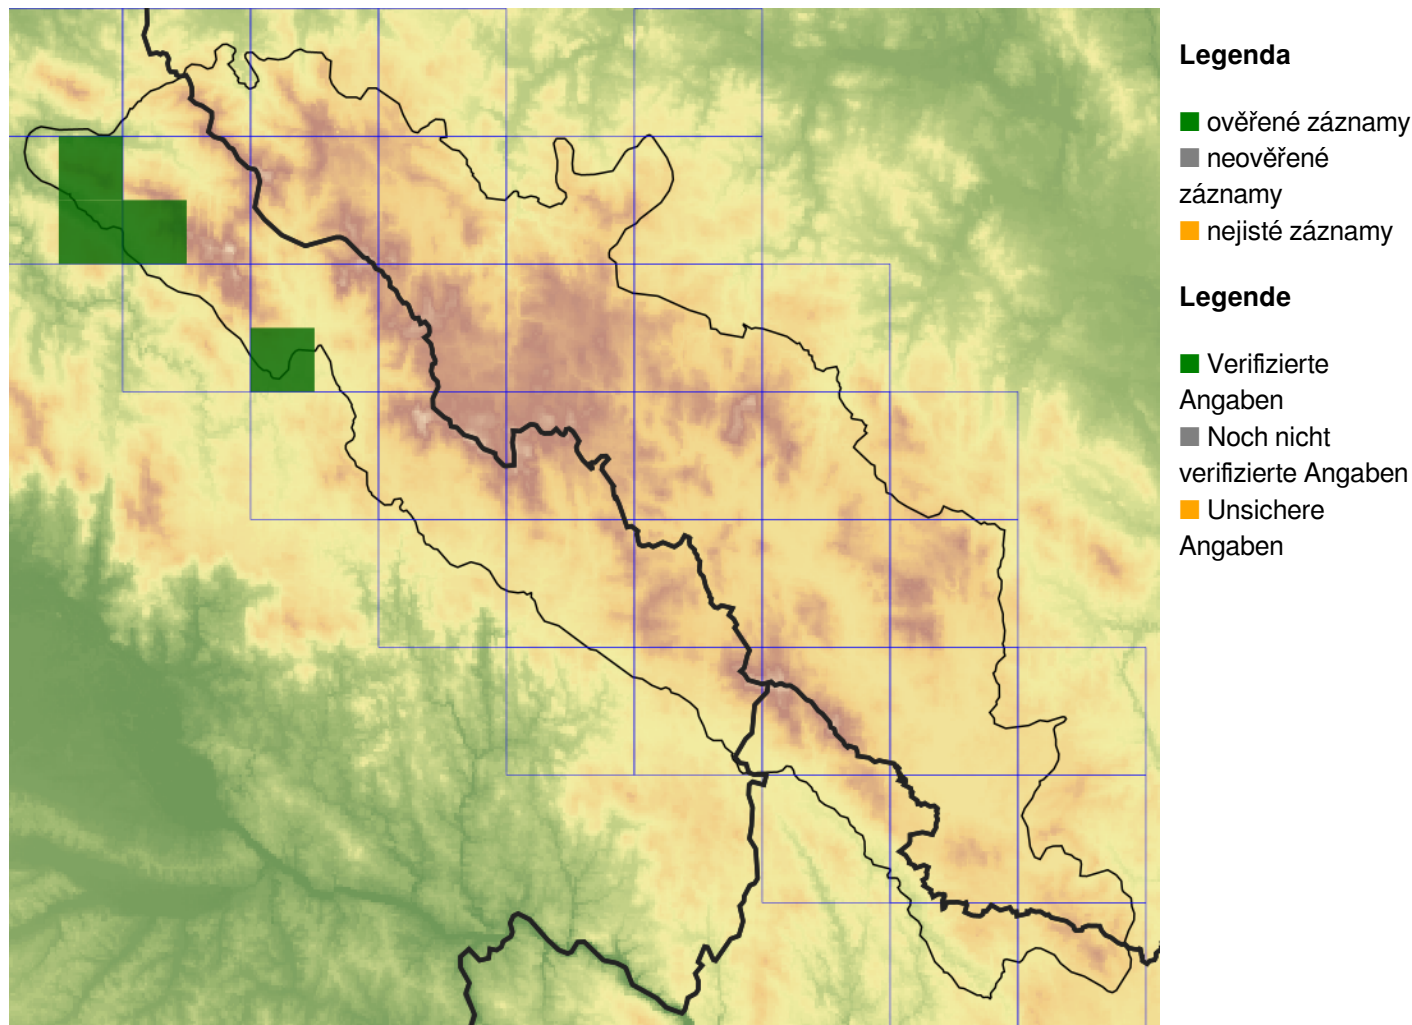 Legenda
ověřené záznamy
neověřené
záznamy
nejisté záznamy
Legende
Verifizierte
Angaben
Noch nicht
verifizierte Angaben
Unsichere
Angaben